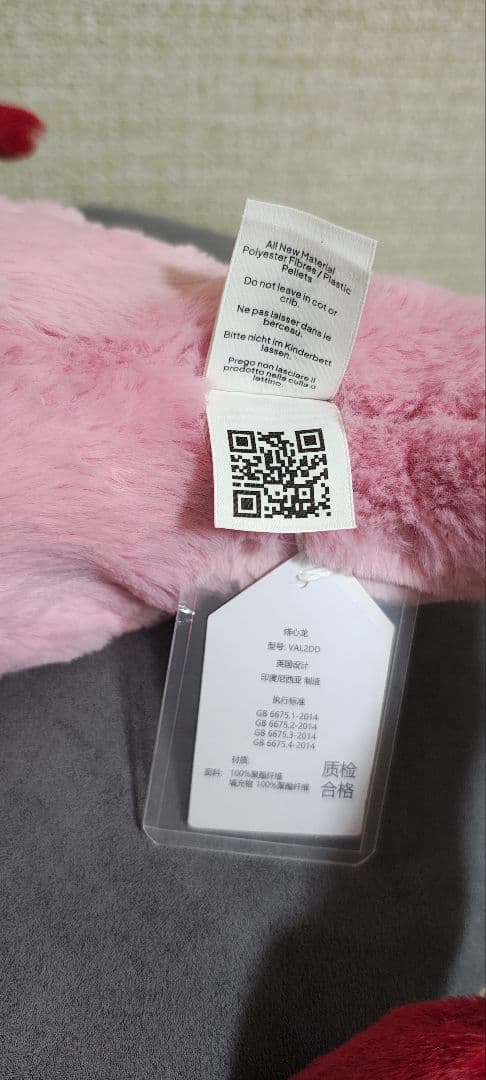 All New Material
Polyester Fibres / Plastic
Pellets
Do not leave in cot or
crib.
Ne pas laisser dans le
berceau.
Bitte nicht im Kinderbett
lassen.
Prego non lasciare il
prodotto nella culla o
lettino.
心龙
型号: VAL2DD
英国设计
印度尼西亚 制造
执行标准
GB 6675.1-2014
GB 6675.2-2014
GB 6675.3-2014
GB 6675.4-2014
材质:
面料: 100%聚酯纤维
填充物 100%聚酯纤维
质检
合格